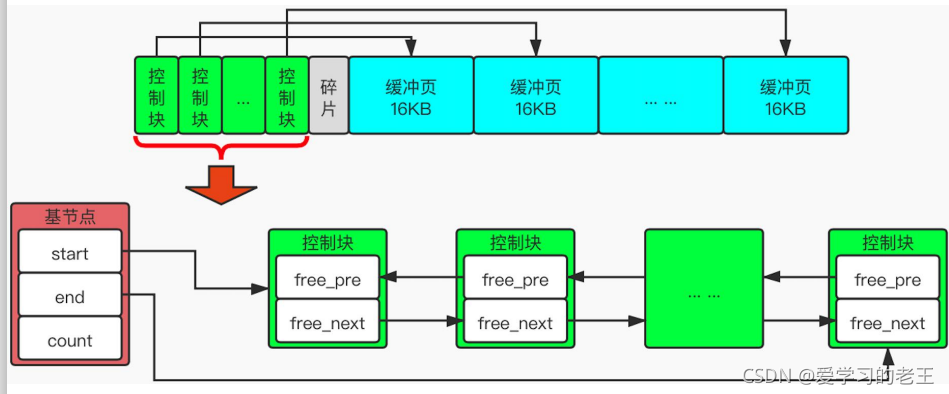 控制块
控制块
...
控制块
碎片
缓冲页
16KB
缓冲页
16KB
... ...
缓冲页
16KB
基节点
start
end
count
控制块
free_pre
free_next
控制块
free_pre
free_next
... ...
控制块
free_pre
free_next
CSDN @爱学习的老王